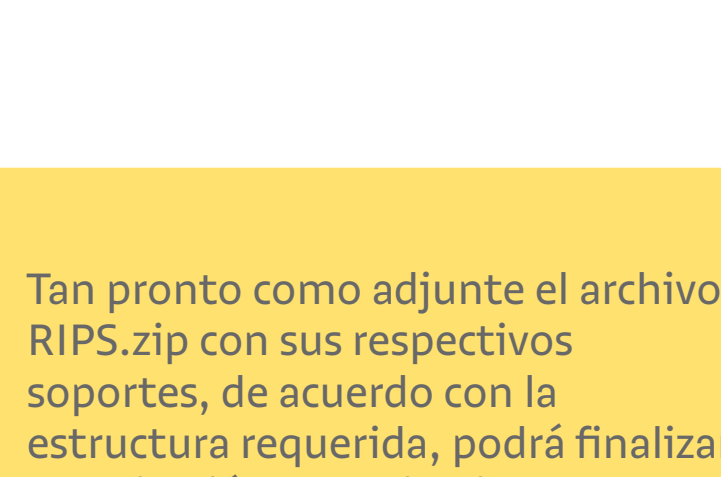 Tan pronto como adjunte el archivo
RIPS.zip con sus respectivos
soportes, de acuerdo con la
estructura requerida, podrá finaliza